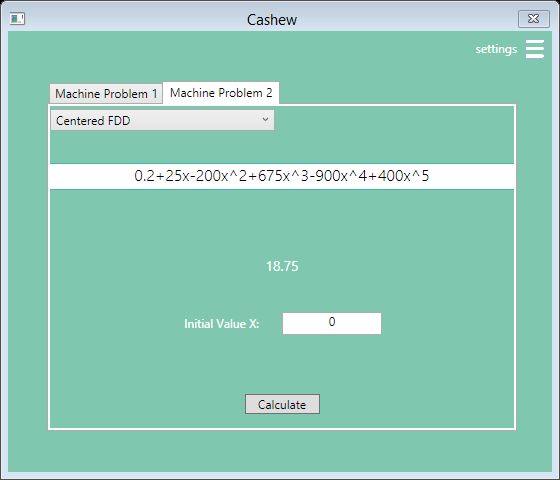 Cashew
settings
Machine Problem 1 Machine Problem 2
Centered FDD
0.2+25x-200x^2+675x^3-900x^4+400x^5
18.75
Initial Value X: 0
Calculate